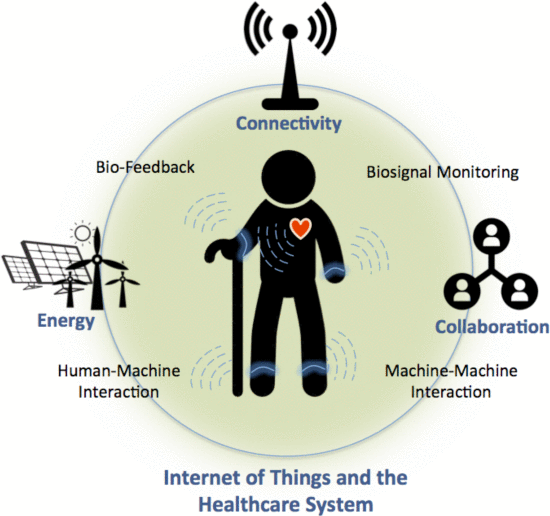 Connectivity
Bio-Feedback
Biosignal Monitoring
Energy
Collaboration
Human-Machine
Interaction
Machine-Machine
Interaction
Internet of Things and the
Healthcare System